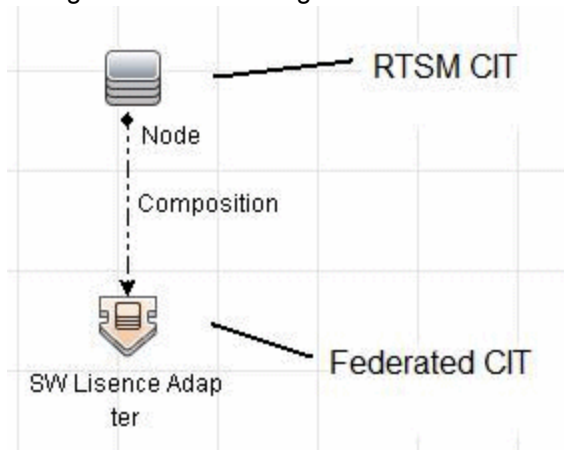 RTSM CIT
Node
Composition
Federated CIT
SW Lisence Adap
ter